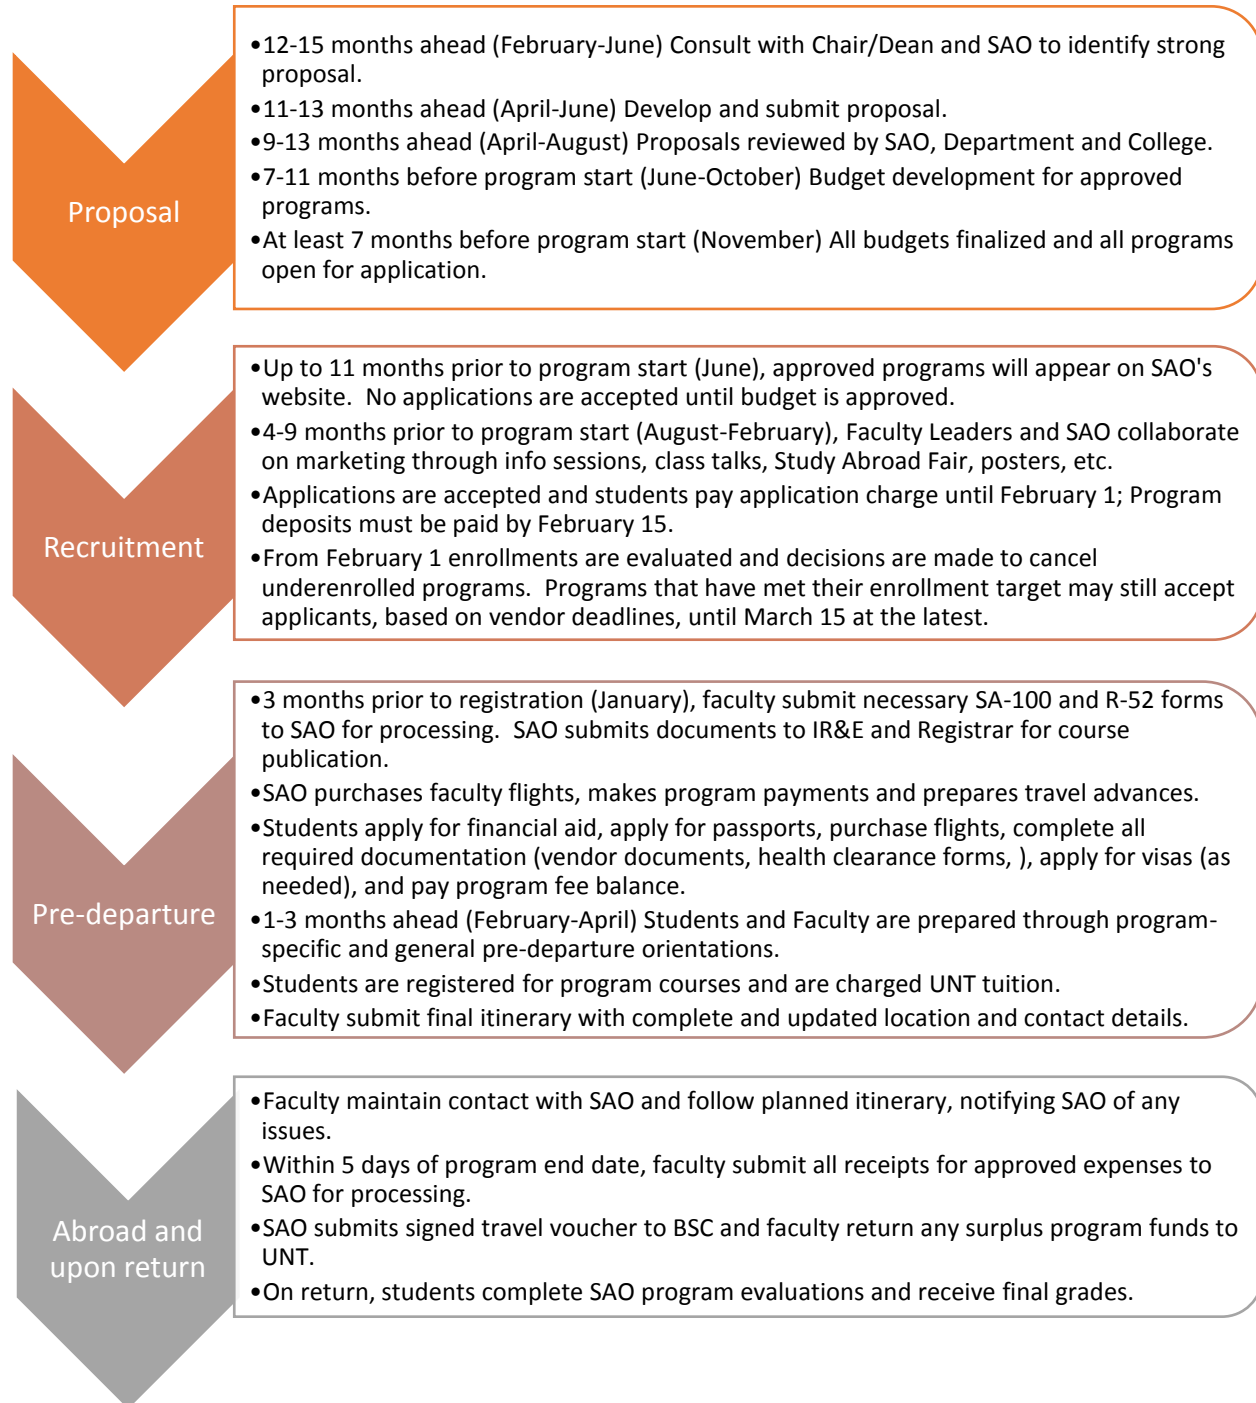 Proposal
•12-15 months ahead (February-June) Consult with Chair/Dean and SAO to identify strong
proposal.
•11-13 months ahead (April-June) Develop and submit proposal.
•9-13 months ahead (April-August) Proposals reviewed by SAO, Department and College.
•7-11 months before program start (June-October) Budget development for approved
programs.
•At least 7 months before program start (November) All budgets finalized and all programs
open for application.
Recruitment
•Up to 11 months prior to program start (June), approved programs will appear on SAO's
website.  No applications are accepted until budget is approved.
•4-9 months prior to program start (August-February), Faculty Leaders and SAO collaborate
on marketing through info sessions, class talks, Study Abroad Fair, posters, etc.
•Applications are accepted and students pay application charge until February 1; Program
deposits must be paid by February 15.
•From February 1 enrollments are evaluated and decisions are made to cancel
underenrolled programs.  Programs that have met their enrollment target may still accept
applicants, based on vendor deadlines, until March 15 at the latest.
Pre-departure
•3 months prior to registration (January), faculty submit necessary SA-100 and R-52 forms
to SAO for processing.  SAO submits documents to IR&E and Registrar for course
publication.
•SAO purchases faculty flights, makes program payments and prepares travel advances.
•Students apply for financial aid, apply for passports, purchase flights, complete all
required documentation (vendor documents, health clearance forms, ), apply for visas (as
needed), and pay program fee balance.
•1-3 months ahead (February-April) Students and Faculty are prepared through program-
specific and general pre-departure orientations.
•Students are registered for program courses and are charged UNT tuition.
•Faculty submit final itinerary with complete and updated location and contact details.
Abroad and
upon return
•Faculty maintain contact with SAO and follow planned itinerary, notifying SAO of any
issues.
•Within 5 days of program end date, faculty submit all receipts for approved expenses to
SAO for processing.
•SAO submits signed travel voucher to BSC and faculty return any surplus program funds to
UNT.
•On return, students complete SAO program evaluations and receive final grades.